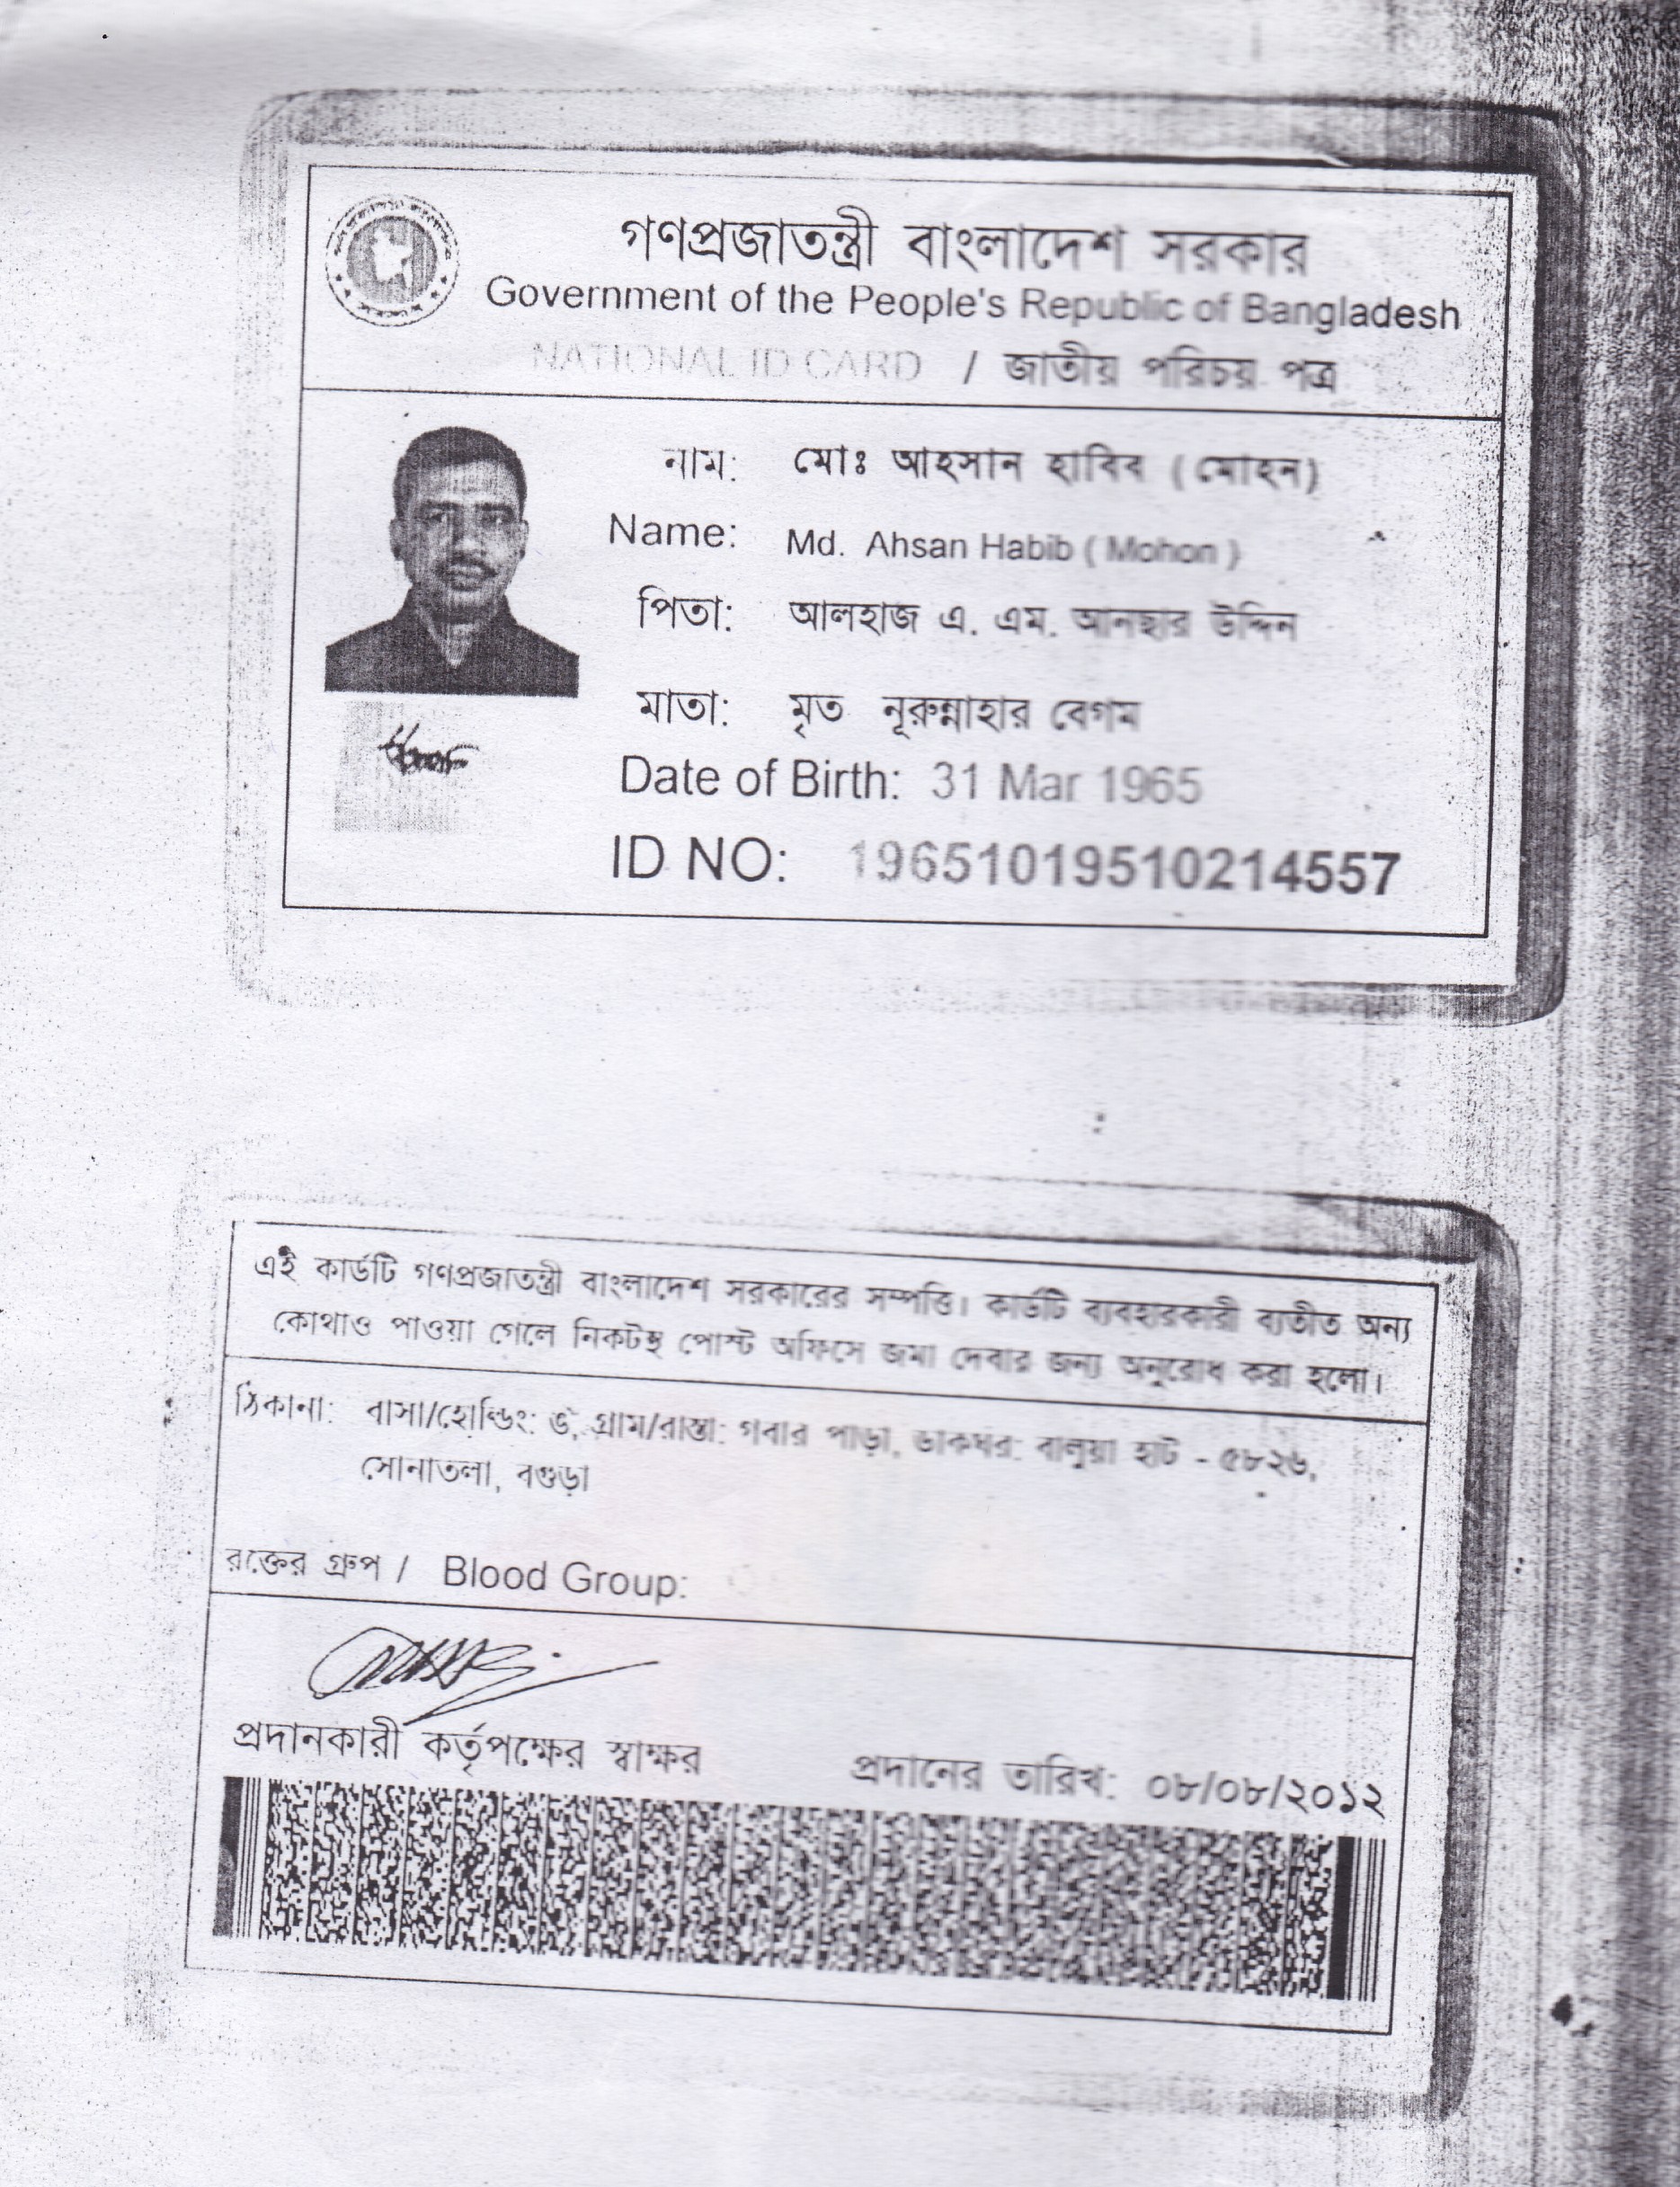 গণপ্রজাতন্ত্রী বাংলাদেশ সরকার
Government of the People's Republic of Bangladesh
NATIONAL ID CARD / জাতীয় পরিচয় পত্র
নাম: মোঃ আহসান হাবিব (মোহন)
Name: Md. Ahsan Habib ( Mohon )
পিতা: আলহাজ এ. এম. আনছার উদ্দিন
মাতা: মৃত নূরুন্নাহার বেগম
Date of Birth: 31 Mar 1965
ID NO: 19651019510214557
এই কার্ডটি গণপ্রজাতন্ত্রী বাংলাদেশ সরকারের সম্পত্তি। কার্ডটি ব্যবহারকারী ব্যতীত অন্য
কোথাও পাওয়া গেলে নিকটস্থ পোস্ট অফিসে জমা দেবার জন্য অনুরোধ করা হলো।
ঠিকানা: বাসা/হোল্ডিং: গ্রাম/রাস্তা: গবার পাড়া, ডাকঘর: বালুয়া হাট - ৫৮২৬,
সোনাতলা, বগুড়া
রক্তের গ্রুপ / Blood Group:
প্রদানকারী কর্তৃপক্ষের স্বাক্ষর প্রদানের তারিখ: ০৮/০৮/২০১২